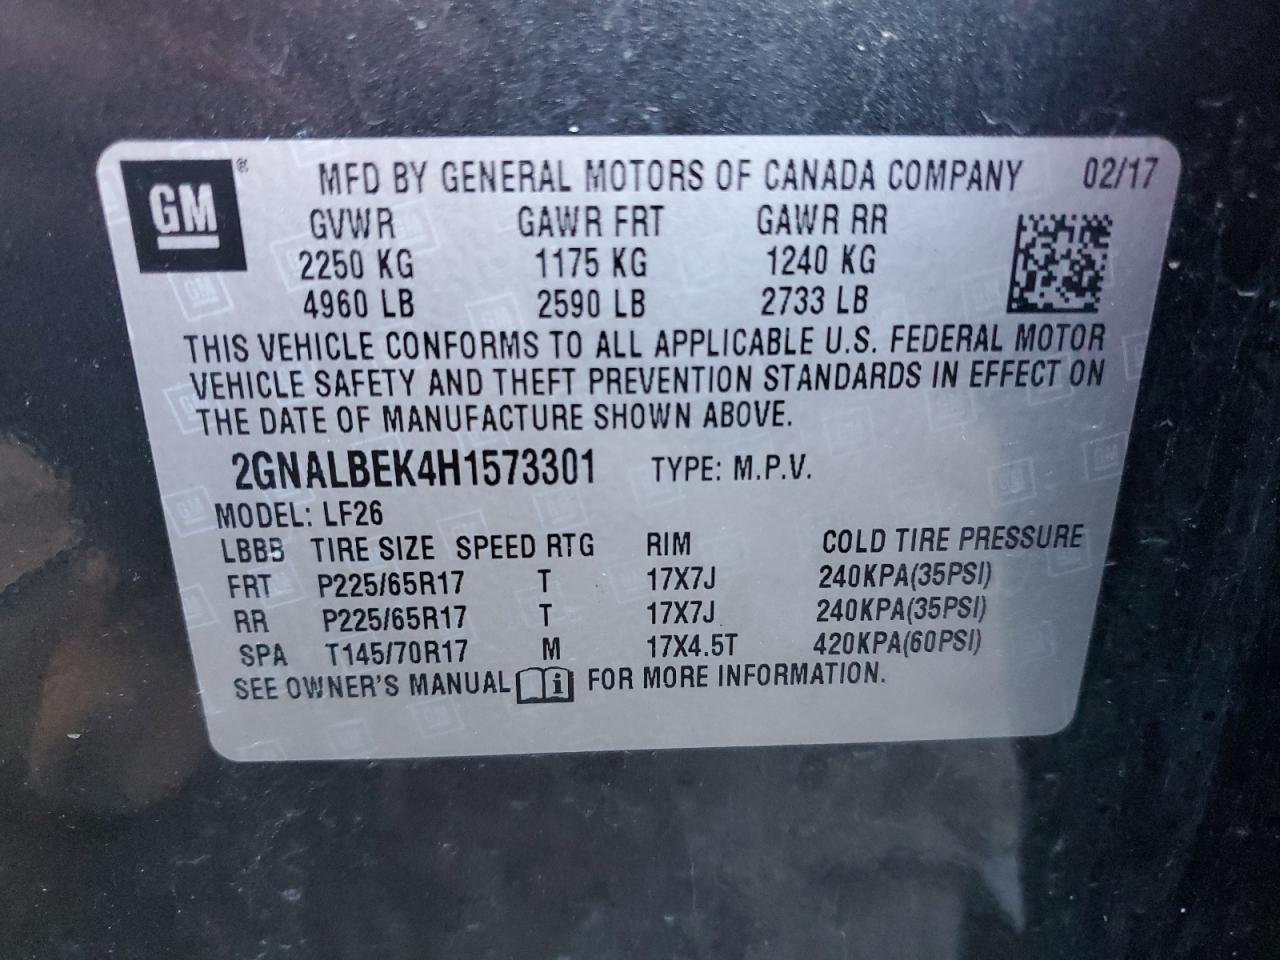 GM® MFD BY GENERAL MOTORS OF CANADA COMPANY 02/17
GVWR GAWR FRT GAWR RR
2250 KG 1175 KG 1240 KG
4960 LB 2590 LB 2733 LB
THIS VEHICLE CONFORMS TO ALL APPLICABLE U.S. FEDERAL MOTOR
VEHICLE SAFETY AND THEFT PREVENTION STANDARDS IN EFFECT ON
THE DATE OF MANUFACTURE SHOWN ABOVE.
2GNALBEK4H1573301 TYPE: M.P.V.
MODEL: LF26
LBBB TIRE SIZE SPEED RTG RIM COLD TIRE PRESSURE
FRT P225/65R17 T 17X7J 240KPA(35PSI)
RR P225/65R17 T 17X7J 240KPA(35PSI)
SPA T145/70R17 M 17X4.5T 420KPA(60PSI)
SEE OWNER'S MANUAL i FOR MORE INFORMATION.